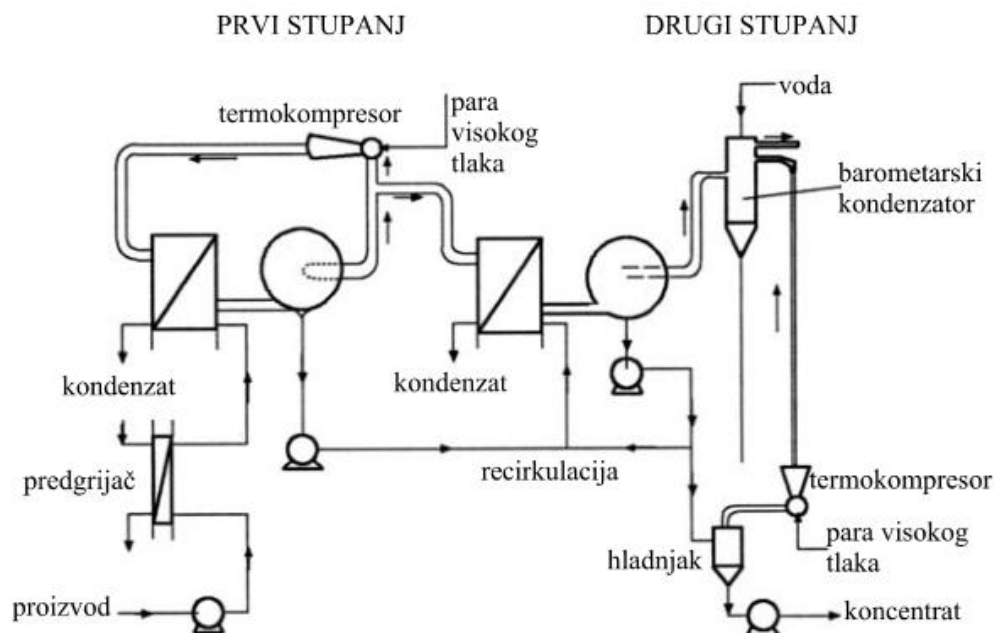 PRVI STUPANJ
DRUGI STUPANJ
termokompresor
para
visokog
tlaka
voda
barometarski
kondenzator
kondenzat
kondenzat
predgrijač
recirkulacija
termokompresor
para visokog
tlaka
hladnjak
proizvod
koncentrat